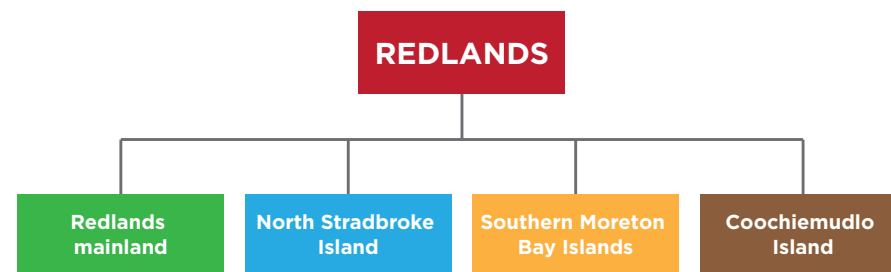 REDLANDS
Redlands
mainland
North Stradbroke
Island
Southern Moreton
Bay Islands
Coochiemudlo
Island